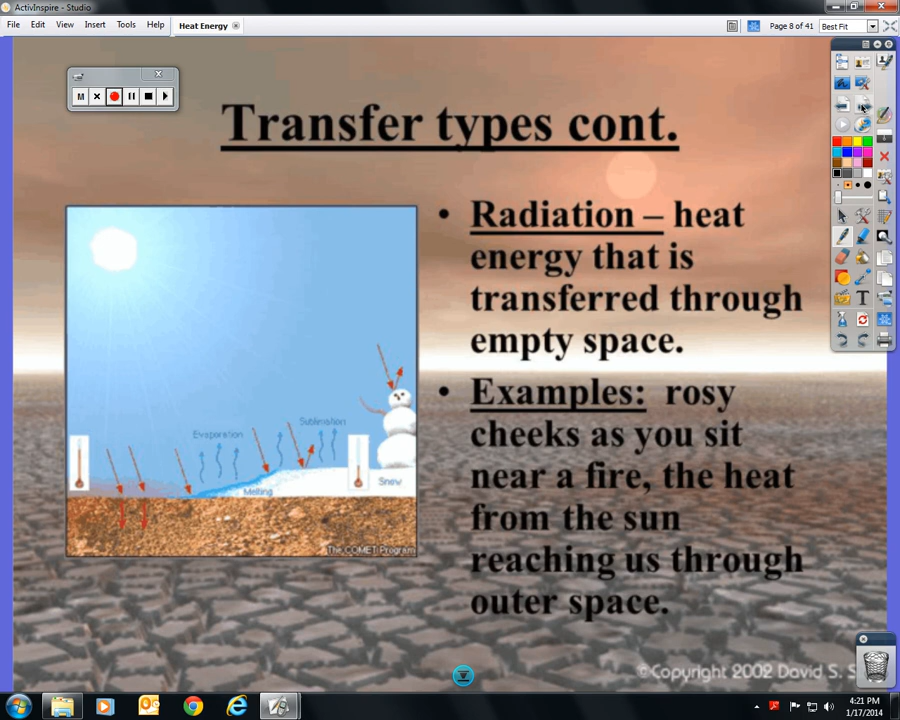 ActivInspire - Studio
File Edit View Insert Tools Help Heat Energy Page 8 of 41 Best Fit
M
Transfer types cont.
• Radiation – heat
energy that is
transferred through
empty space.
• Examples: rosy
cheeks as you sit
near a fire, the heat
from the sun
reaching us through
outer space.
Sublimation
Evaporation
Snow
Melting
The COMET Program
©Copyright 2002 David S.
4:21 PM
1/17/2014